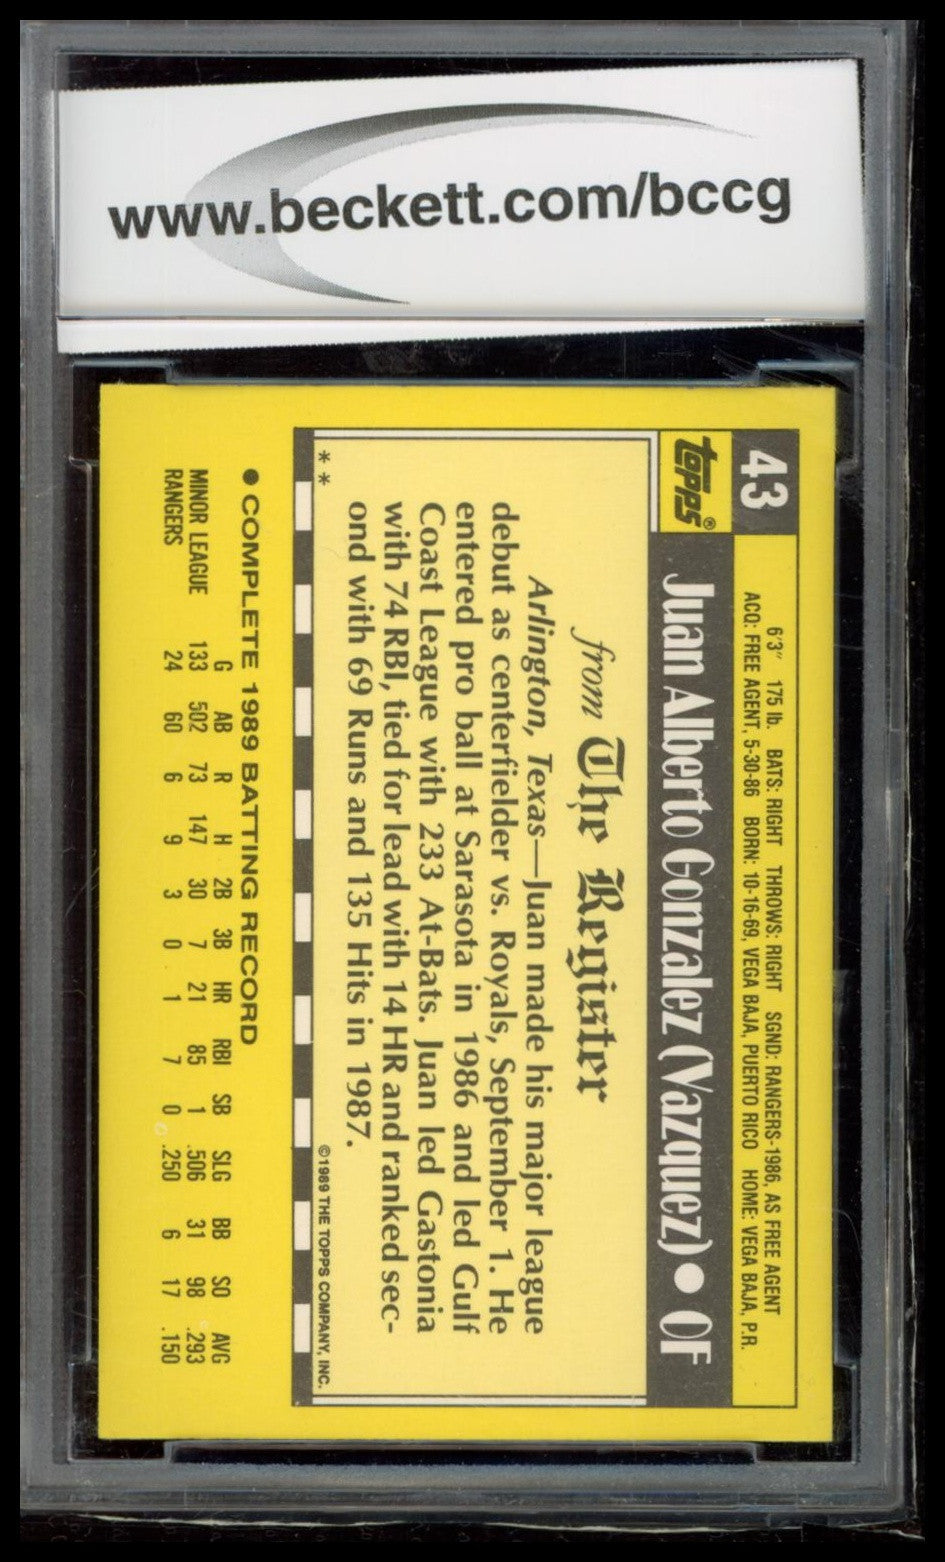 www.beckett.com/bccg
43
6'3" 175 lb. BATS: RIGHT THROWS: RIGHT SGND: RANGERS-1986, AS FREE AGENT
ACQ: FREE AGENT, 5-30-86 BORN: 10-16-69, VEGA BAJA, PUERTO RICO HOME: VEGA BAJA, P.R.
topps®
Juan Alberto Gonzalez (Vazquez) ● OF
from The Register
Arlington, Texas—Juan made his major league
debut as centerfielder vs. Royals, September 1. He
entered pro ball at Sarasota in 1986 and led Gulf
Coast League with 233 At-Bats. Juan led Gastonia
with 74 RBI, tied for lead with 14 HR and ranked sec-
ond with 69 Runs and 135 Hits in 1987.
** ©1989 THE TOPPS COMPANY, INC.
● COMPLETE 1989 BATTING RECORD
G AB R H 2B 3B HR RBI SB SLG BB SO AVG
MINOR LEAGUE 133 502 73 147 30 7 21 85 1 .506 31 98 .293
RANGERS 24 60 6 9 3 0 1 7 0 .250 6 17 .150